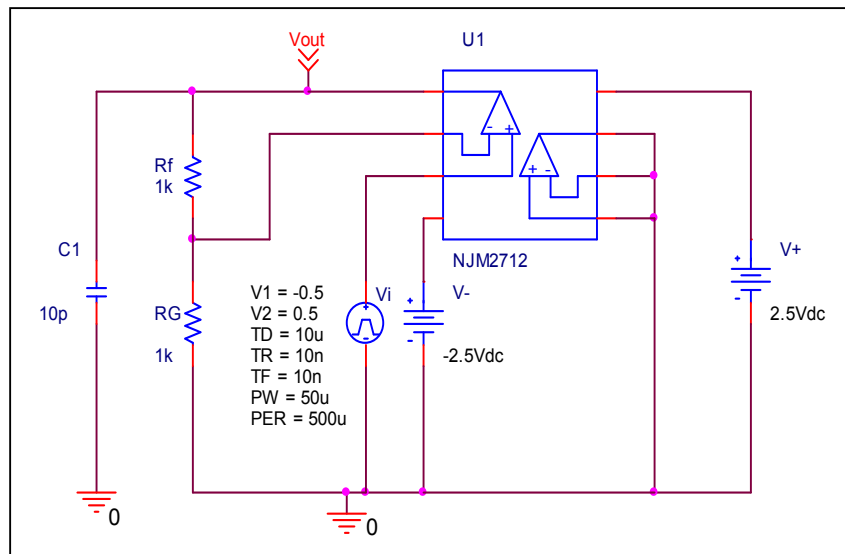 Vout
U1
Rf
1k
C1
10p
RG
1k
NJM2712
V1 = -0.5
V2 = 0.5
TD = 10u
TR = 10n
TF = 10n
PW = 50u
PER = 500u
Vi
V-
-2.5Vdc
V+
2.5Vdc
0
0
- +
+ -
+
-
+
-
+
-